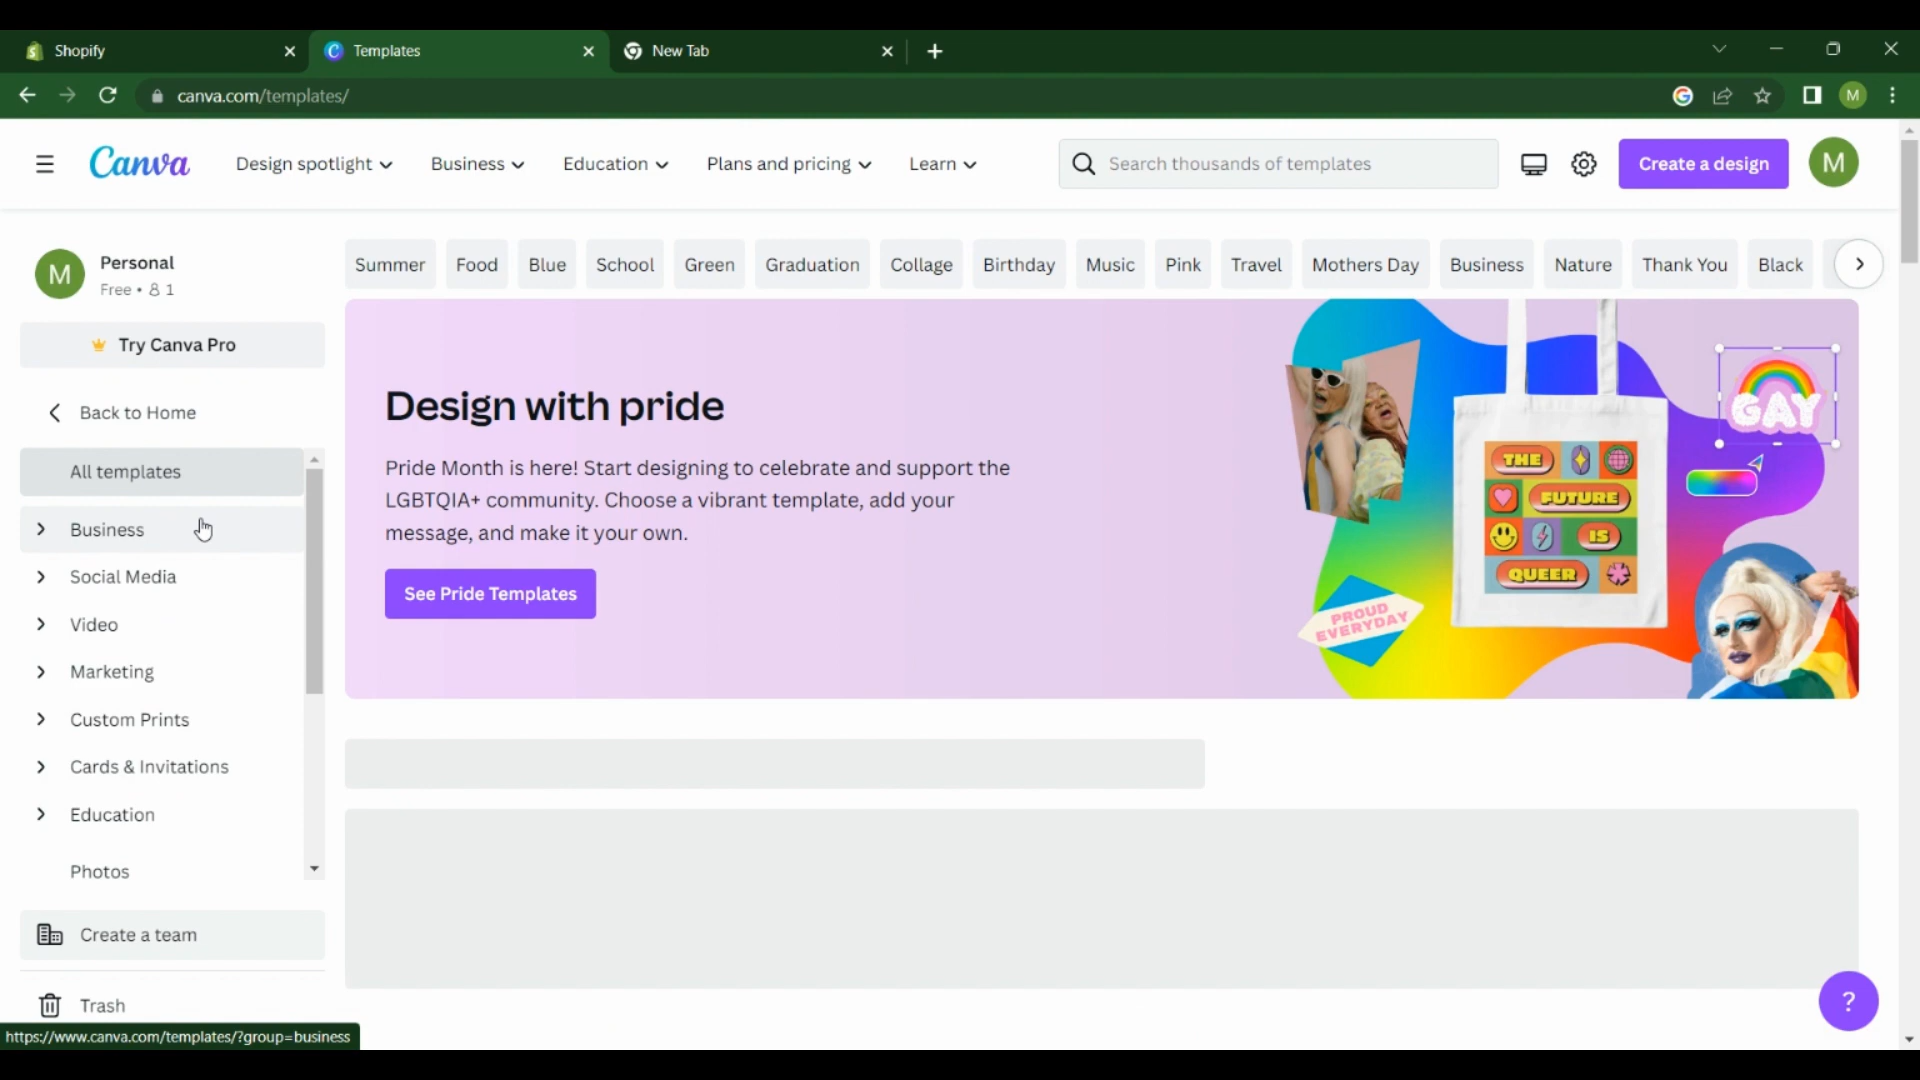 Shopify
Templates
New Tab
canva.com/templates/
M
Canva
Design spotlight
Business
Education
Plans and pricing
Learn
Search thousands of templates
Create a design
M
M
Personal
Free • 1
Try Canva Pro
Back to Home
All templates
Business
Social Media
Video
Marketing
Custom Prints
Cards & Invitations
Education
Photos
Create a team
Trash
https://www.canva.com/templates/?group=business
Summer
Food
Blue
School
Green
Graduation
Collage
Birthday
Music
Pink
Travel
Mothers Day
Business
Nature
Thank You
Black
Design with pride
Pride Month is here! Start designing to celebrate and support the
LGBTQIA+ community. Choose a vibrant template, add your
message, and make it your own.
See Pride Templates
GAY
THE
FUTURE
IS
QUEER
PROUD
EVERYDAY
?